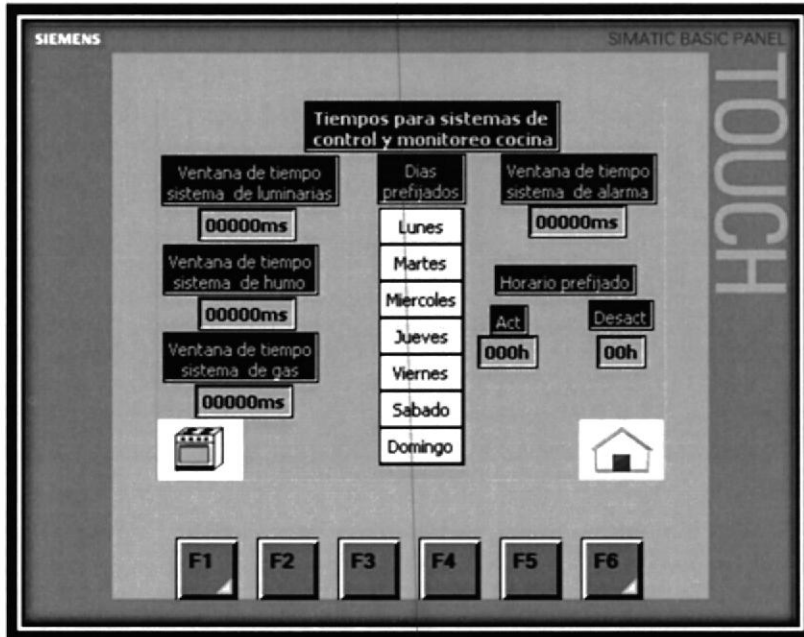 SIEMENS
SIMATIC BASIC PANEL
TOUCH
Tiempos para sistemas de
control y monitoreo cocina
Ventana de tiempo
sistema de luminarias
00000ms
Ventana de tiempo
sistema de humo
00000ms
Ventana de tiempo
sistema de gas
00000ms
Dias
prefijados
Lunes
Martes
Miercoles
Jueves
Viernes
Sabado
Domingo
Ventana de tiempo
sistema de alarma
00000ms
Horario prefijado
Act
000h
Desact
00h
F1
F2
F3
F4
F5
F6